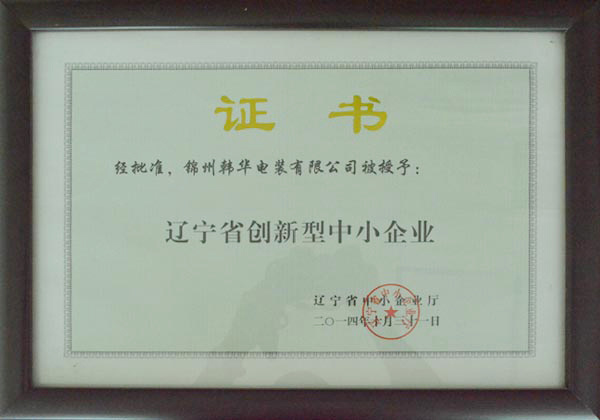 证 书
经批准，锦州韩华电装有限公司被授予：
辽宁省创新型中小企业
辽宁省中小企业厅
二〇一四年十月三十一日